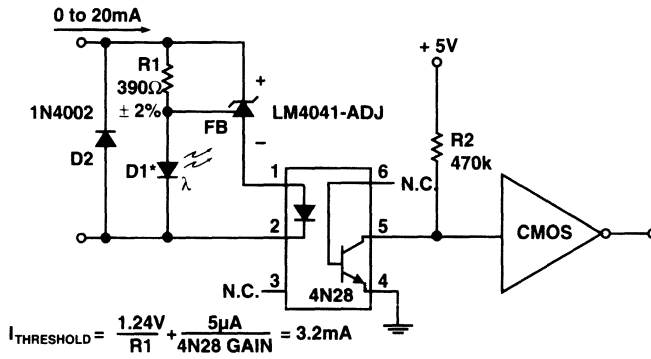 0 to 20mA
+ 5V
R1
390Ω
± 2%
+
1N4002
LM4041-ADJ
FB
R2
470k
D2
D1*
λ
−
1
6
N.C.
2
5
CMOS
3
N.C.
4N28
4
I THRESHOLD = 1.24V / R1 + 5µA / 4N28 GAIN = 3.2mA